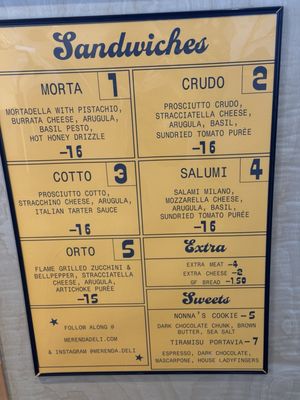 Sandwiches
MORTA 1
MORTADELLA WITH PISTACHIO,
BURRATA CHEESE, ARUGULA,
BASIL PESTO,
HOT HONEY DRIZZLE
-16
CRUDO 2
PROSCIUTTO CRUDO,
STRACCIATELLA CHEESE,
ARUGULA, BASIL,
SUNDRIED TOMATO PURÉE
-16
COTTO 3
PROSCIUTTO COTTO,
STRACCHINO CHEESE, ARUGULA,
ITALIAN TARTER SAUCE
-16
SALUMI 4
SALAMI MILANO,
MOZZARELLA CHEESE,
ARUGULA, BASIL,
SUNDRIED TOMATO PURÉE
-16
ORTO 5
FLAME GRILLED ZUCCHINI &
BELLPEPPER, STRACCIATELLA
CHEESE, ARUGULA,
ARTICHOKE PURÉE
-15
Extra
EXTRA MEAT -4
EXTRA CHEESE -2
GF BREAD -1.50
Sweets
NONNA'S COOKIE -5
DARK CHOCOLATE CHUNK, BROWN
BUTTER, SEA SALT
TIRAMISU PORTAVIA -7
ESPRESSO, DARK CHOCOLATE,
MASCARPONE, HOUSE LADYFINGERS
FOLLOW ALONG @
MERENDADELI.COM
& INSTAGRAM @MERENDA.DELI